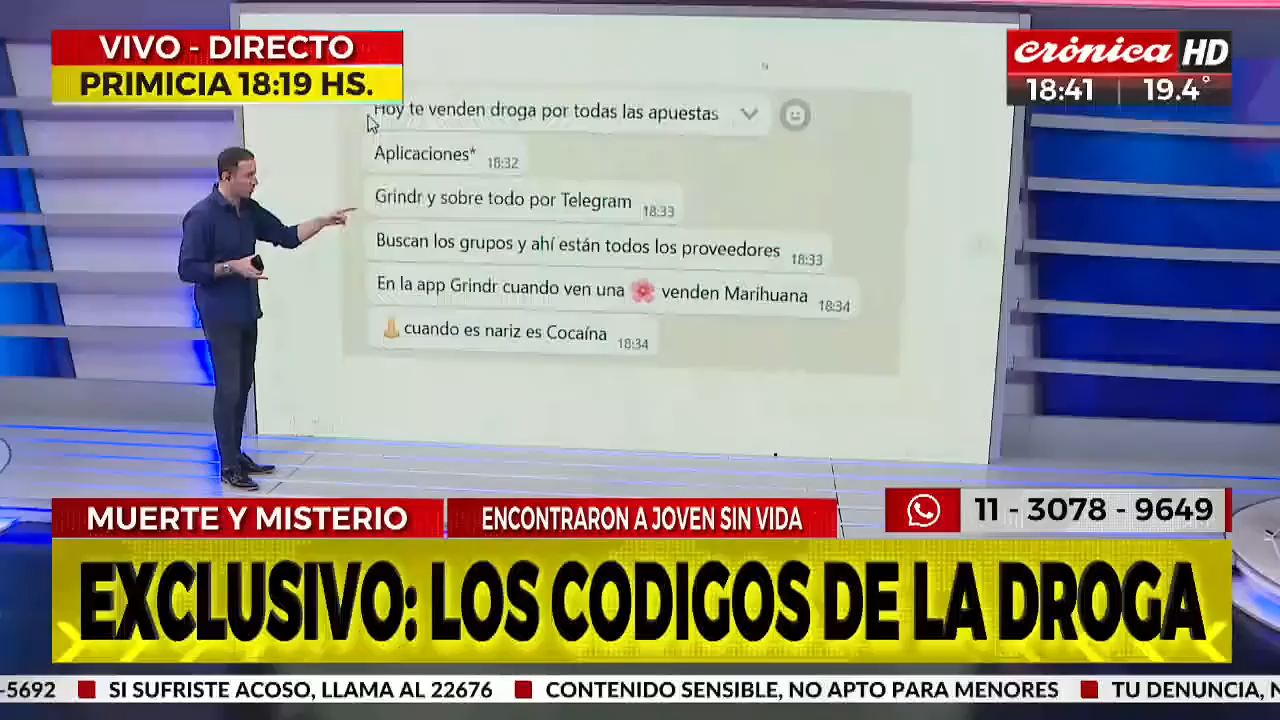 VIVO - DIRECTO
PRIMICIA 18:19 HS.
crónica HD
18:41 19.4°
Hoy te venden droga por todas las apuestas
Aplicaciones* 18:32
Grindr y sobre todo por Telegram 18:33
Buscan los grupos y ahí están todos los proveedores 18:33
En la app Grindr cuando ven una 🌸 venden Marihuana 18:34
👃 cuando es nariz es Cocaína 18:34
MUERTE Y MISTERIO
ENCONTRARON A JOVEN SIN VIDA
11 - 3078 - 9649
EXCLUSIVO: LOS CODIGOS DE LA DROGA
-5692 SI SUFRISTE ACOSO, LLAMA AL 22676 CONTENIDO SENSIBLE, NO APTO PARA MENORES TU DENUNCIA, N